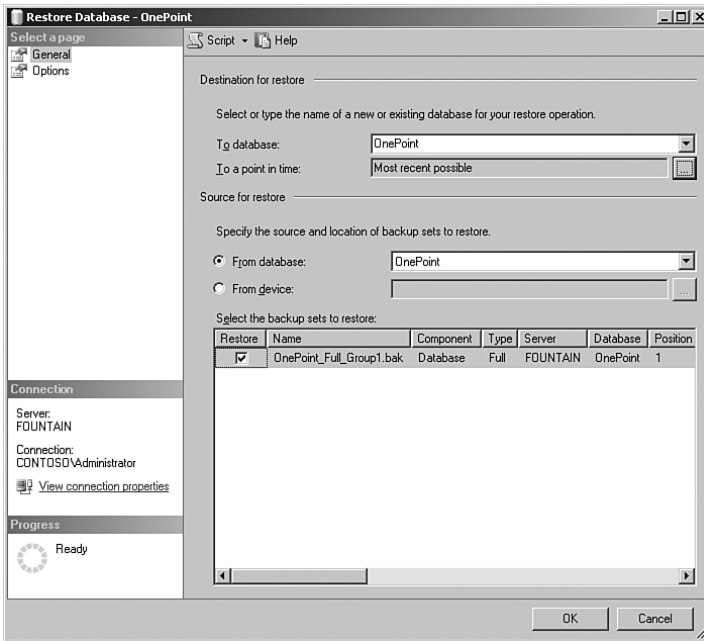 Restore Database - OnePoint
Select a page
General
Options
Script
Help
Destination for restore
Select or type the name of a new or existing database for your restore operation.
To database:
OnePoint
To a point in time:
Most recent possible
...
Source for restore
Specify the source and location of backup sets to restore.
From database:
OnePoint
From device:
...
Select the backup sets to restore:
Restore Name Component Type Server Database Position
OnePoint_Full_Group1.bak Database Full FOUNTAIN OnePoint 1
Connection
Server:
FOUNTAIN
Connection:
CONTOSO\Administrator
View connection properties
Progress
Ready
OK
Cancel